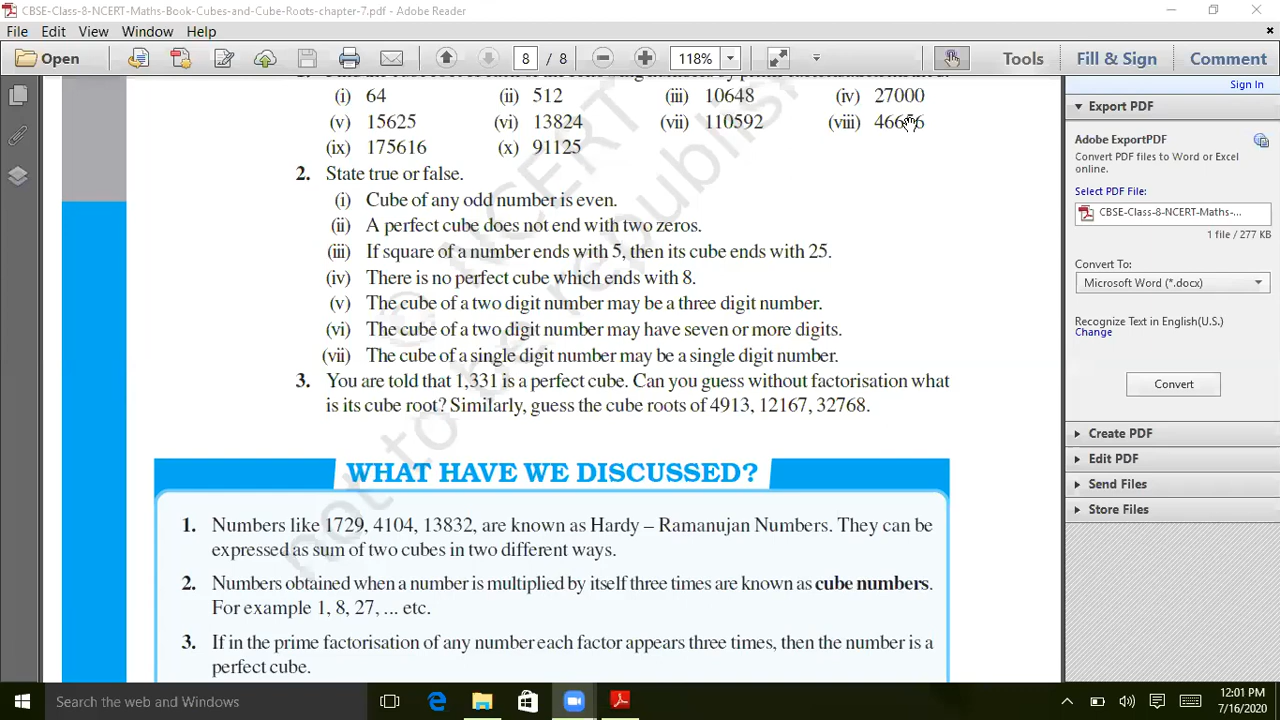 CBSE-Class-8-NCERT-Maths-Book-Cubes-and-Cube-Roots-chapter-7.pdf - Adobe Reader
File Edit View Window Help
Open 8 / 8 118% Tools Fill & Sign Comment
Sign In
(i) 64 (ii) 512 (iii) 10648 (iv) 27000
(v) 15625 (vi) 13824 (vii) 110592 (viii)
(ix) 175616 (x) 91125
2. State true or false.
(i) Cube of any odd number is even.
(ii) A perfect cube does not end with two zeros.
(iii) If square of a number ends with 5, then its cube ends with 25.
(iv) There is no perfect cube which ends with 8.
(v) The cube of a two digit number may be a three digit number.
(vi) The cube of a two digit number may have seven or more digits.
(vii) The cube of a single digit number may be a single digit number.
3. You are told that 1,331 is a perfect cube. Can you guess without factorisation what
is its cube root? Similarly, guess the cube roots of 4913, 12167, 32768.
WHAT HAVE WE DISCUSSED?
1. Numbers like 1729, 4104, 13832, are known as Hardy – Ramanujan Numbers. They can be
expressed as sum of two cubes in two different ways.
2. Numbers obtained when a number is multiplied by itself three times are known as cube numbers.
For example 1, 8, 27, ... etc.
3. If in the prime factorisation of any number each factor appears three times, then the number is a
perfect cube.
© NCERT
not to be republished
Export PDF
Adobe ExportPDF
Convert PDF files to Word or Excel
online.
Select PDF File:
CBSE-Class-8-NCERT-Maths-...
1 file / 277 KB
Convert To:
Microsoft Word (*.docx)
Recognize Text in English(U.S.)
Change
Convert
Create PDF
Edit PDF
Send Files
Store Files
Search the web and Windows
12:01 PM
7/16/2020